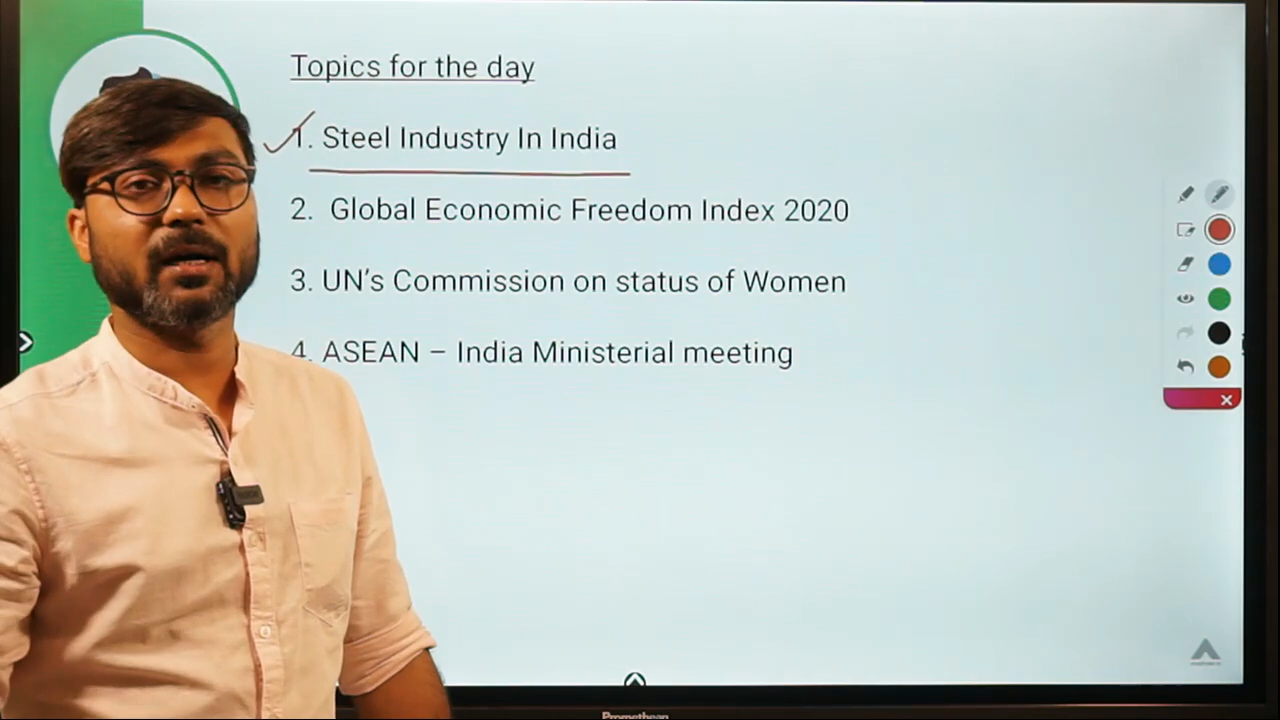 Topics for the day
1. Steel Industry In India
2. Global Economic Freedom Index 2020
3. UN’s Commission on status of Women
4. ASEAN – India Ministerial meeting
Promethean